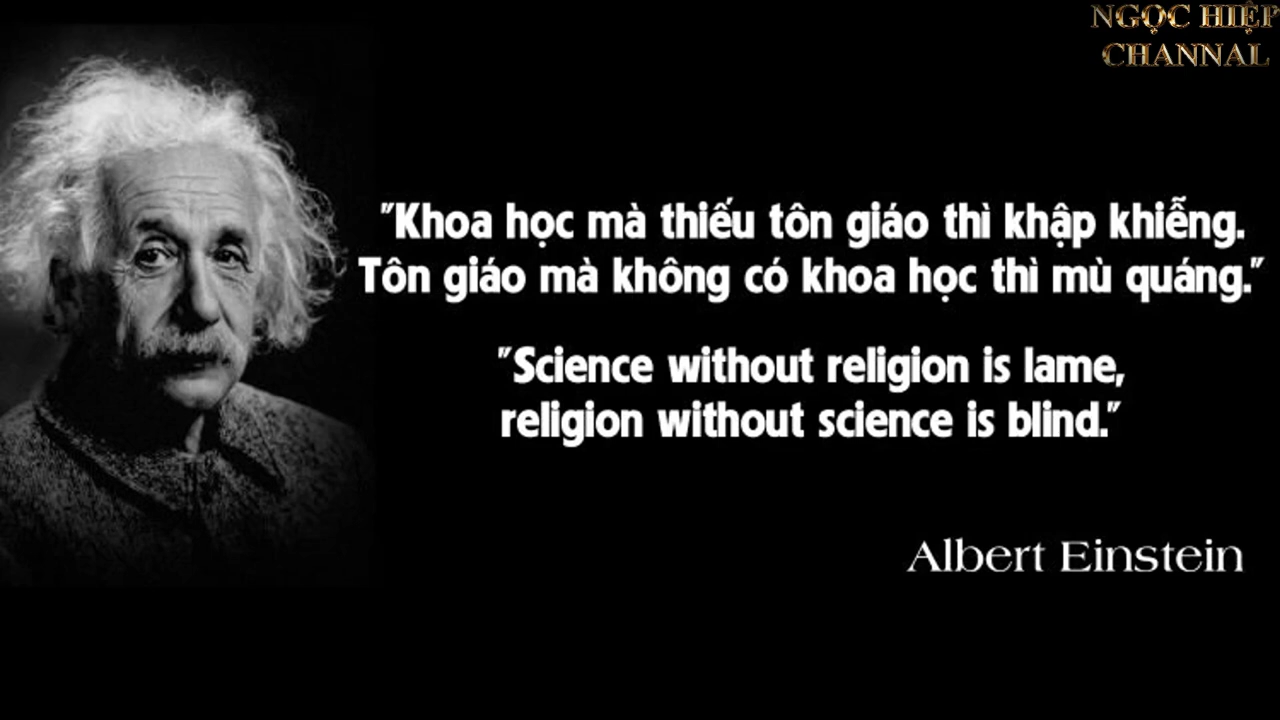 NGỌC HIỆP
CHANNAL
"Khoa học mà thiếu tôn giáo thì khập khiễng.
Tôn giáo mà không có khoa học thì mù quáng."
"Science without religion is lame,
religion without science is blind."
Albert Einstein